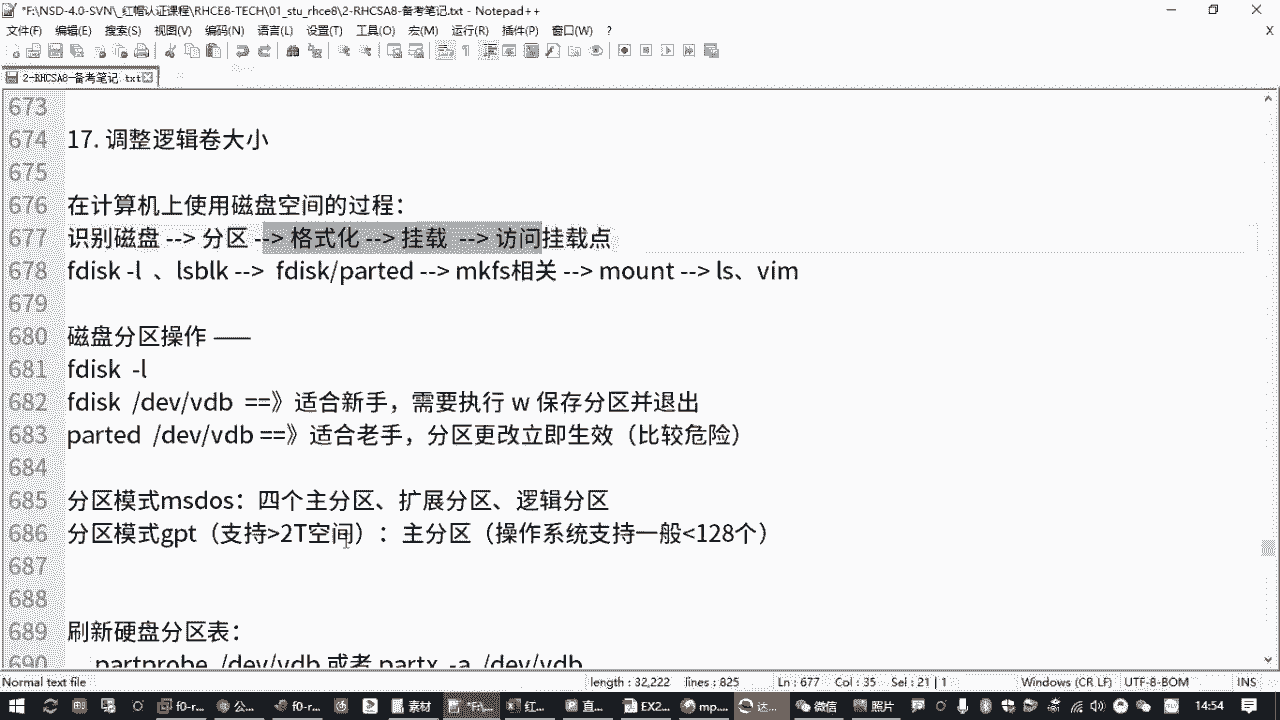 *F:\NSD-4.0-SVN\_红帽认证课程\RHCE8-TECH\01_stu_rhce8\2-RHCSA8-备考笔记.txt - Notepad++
文件(F) 编辑(E) 搜索(S) 视图(V) 编码(N) 语言(L) 设置(T) 工具(O) 宏(M) 运行(R) 插件(P) 窗口(W) ? X
2-RHCSA8-备考笔记.txt
673
674 17. 调整逻辑卷大小
675
676 在计算机上使用磁盘空间的过程：
677 识别磁盘 --> 分区 --> 格式化 --> 挂载 --> 访问挂载点
678 fdisk -l 、lsblk --> fdisk/parted --> mkfs相关 --> mount --> ls、vim
679
680 磁盘分区操作 ——
681 fdisk -l
682 fdisk /dev/vdb ==》适合新手，需要执行 w 保存分区并退出
683 parted /dev/vdb ==》适合老手，分区更改立即生效（比较危险）
684
685 分区模式msdos：四个主分区、扩展分区、逻辑分区
686 分区模式gpt（支持>2T空间）：主分区（操作系统支持一般<128个）
687
688
689 刷新硬盘分区表：
690 partprobe /dev/vdb 或者 partx -a /dev/vdb
Normal text file length : 32,222 lines : 825 Ln : 677 Col : 35 Sel : 21 | 1 Windows (CR LF) UTF-8-BOM INS
f0-r... 公... f0-r... 素材 红... 直... EX2... mp... 达... 微信 照片 14:54